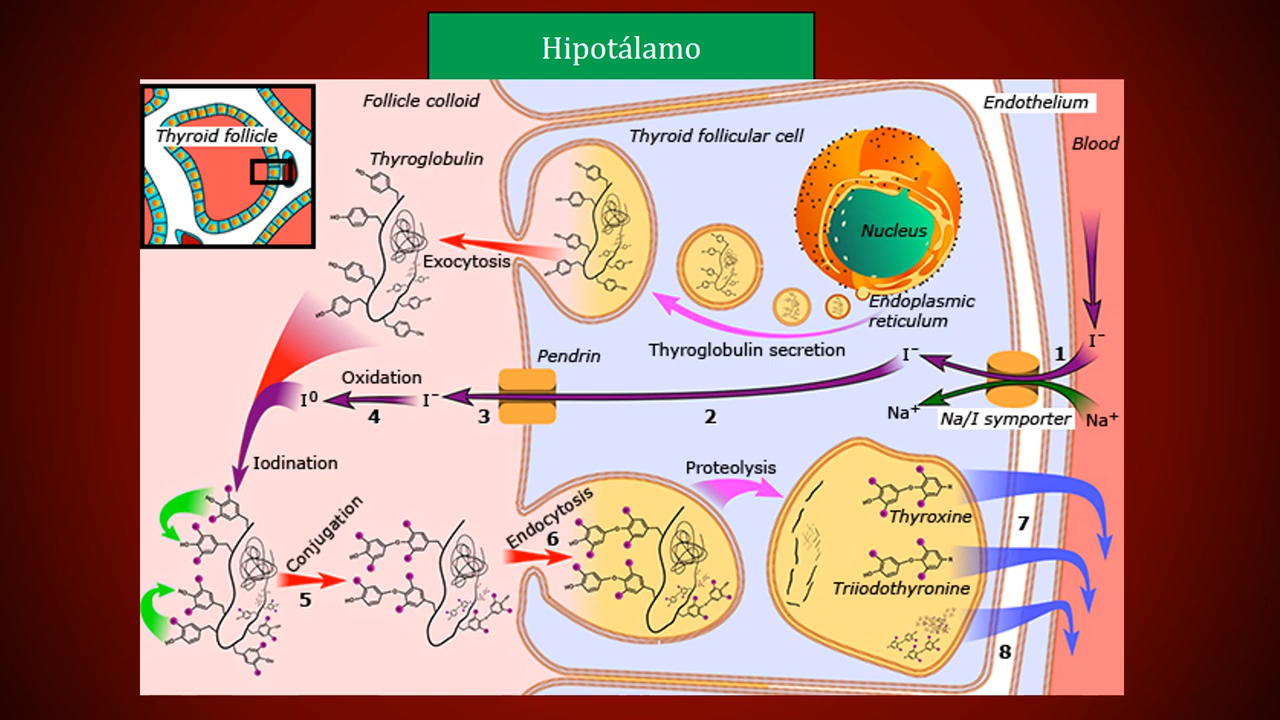 Hipotálamo
Follicle colloid
Endothelium
Thyroid follicle
Thyroid follicular cell
Blood
Thyroglobulin
Nucleus
Exocytosis
Endoplasmic
reticulum
Thyroglobulin secretion
Pendrin
I⁻
1
I⁻
Oxidation
I⁰
I⁻
4
3
2
Na⁺
Na/I symporter
Na⁺
Iodination
Proteolysis
Conjugation
Endocytosis
Thyroxine
7
6
5
Triiodothyronine
8